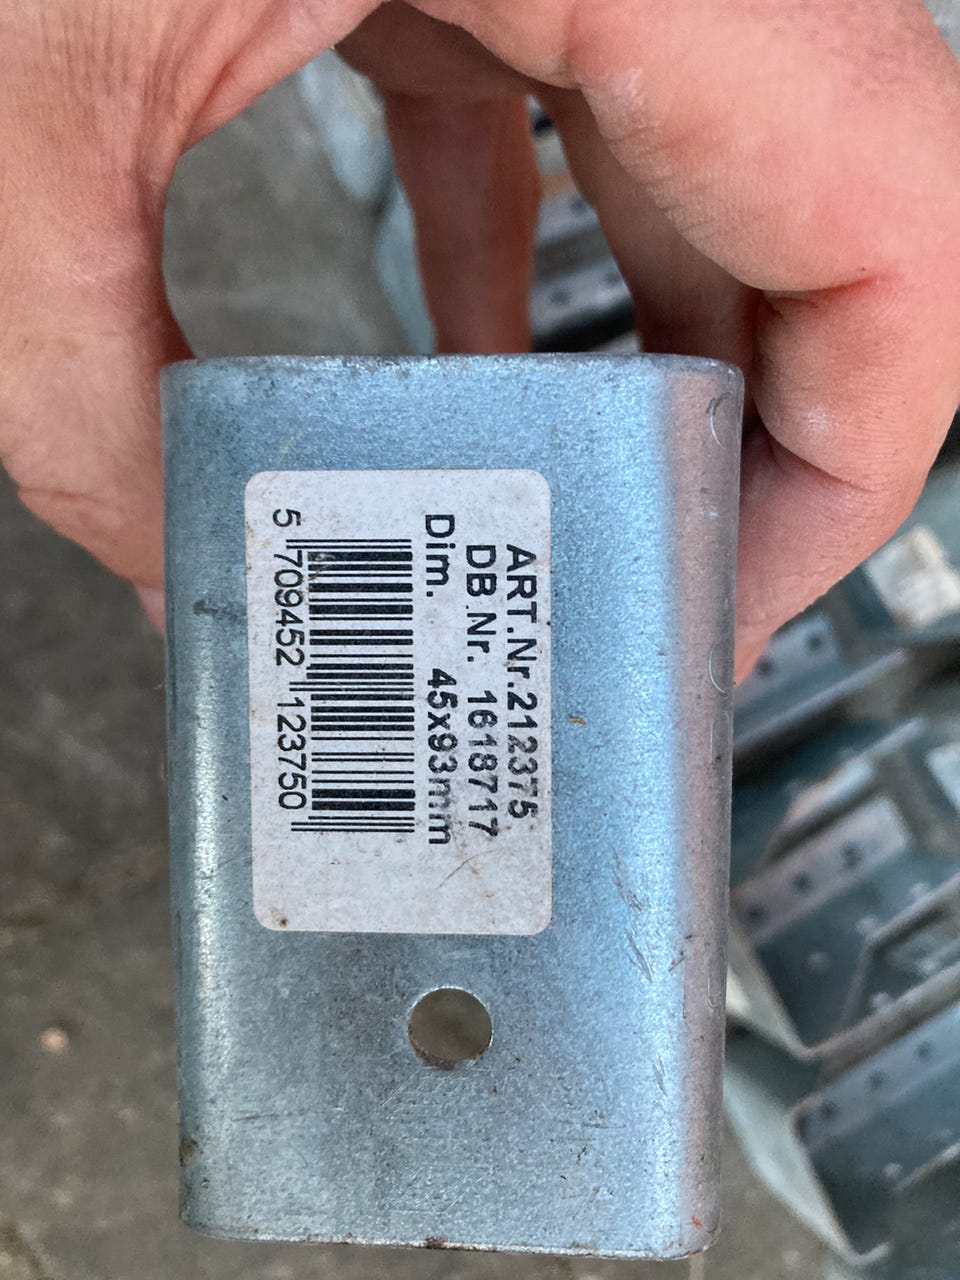 ART.Nr.212375
DB.Nr. 1618717
Dim. 45x93mm
5 709452 123750